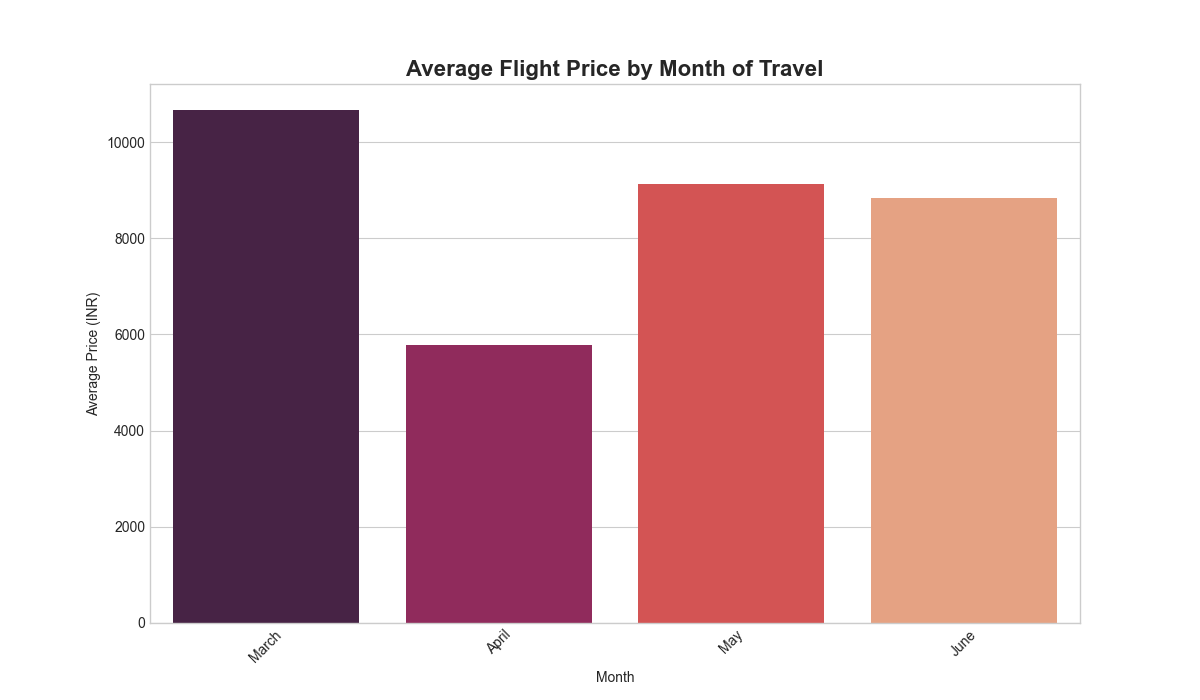 Average Flight Price by Month of Travel
10000
8000
6000
4000
2000
0
Average Price (INR)
March
April
May
June
Month